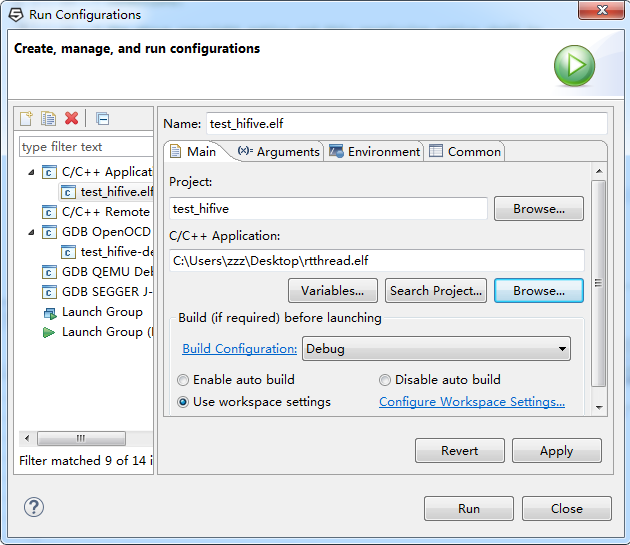 Run Configurations
Create, manage, and run configurations
Name: test_hifive.elf
type filter text
C/C++ Applicati
test_hifive.elf
C/C++ Remote
GDB OpenOCD
test_hifive-de
GDB QEMU Deb
GDB SEGGER J-
Launch Group
Launch Group (I
Filter matched 9 of 14 i
Main
(x)= Arguments
Environment
Common
Project:
test_hifive
Browse...
C/C++ Application:
C:\Users\zzz\Desktop\rtthread.elf
Variables...
Search Project...
Browse...
Build (if required) before launching
Build Configuration:
Debug
Enable auto build
Disable auto build
Use workspace settings
Configure Workspace Settings...
Revert
Apply
Run
Close